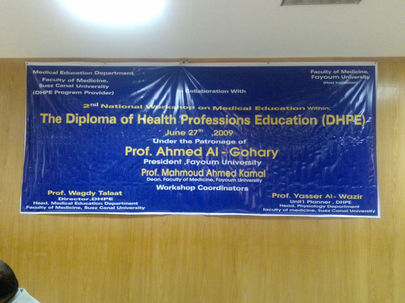 Medical Education Department
Faculty of Medicine,
Suez Canal University
(DHPE Program Provider)
Collaboration With
Faculty of Medicine,
Fayoum University
2nd National Workshop on Medical Education Within;
The Diploma of Health Professions Education (DHPE)
June 27th ,2009
Under the Patronage of
Prof. Ahmed Al - Gohary
President ,Fayoum University
Prof. Mahmoud Ahmed Kamal
Dean, Faculty of Medicine, Fayoum University
Workshop Coordinators
Prof. Wagdy Talaat
Director,DHPE
Head, Medical Education Department
Faculty of Medicine, Suez Canal University
Prof. Yasser Al- Wazir
Unit1 Planner , DHPE
Head, Physiology Department
faculty of medicine, Suez Canal University